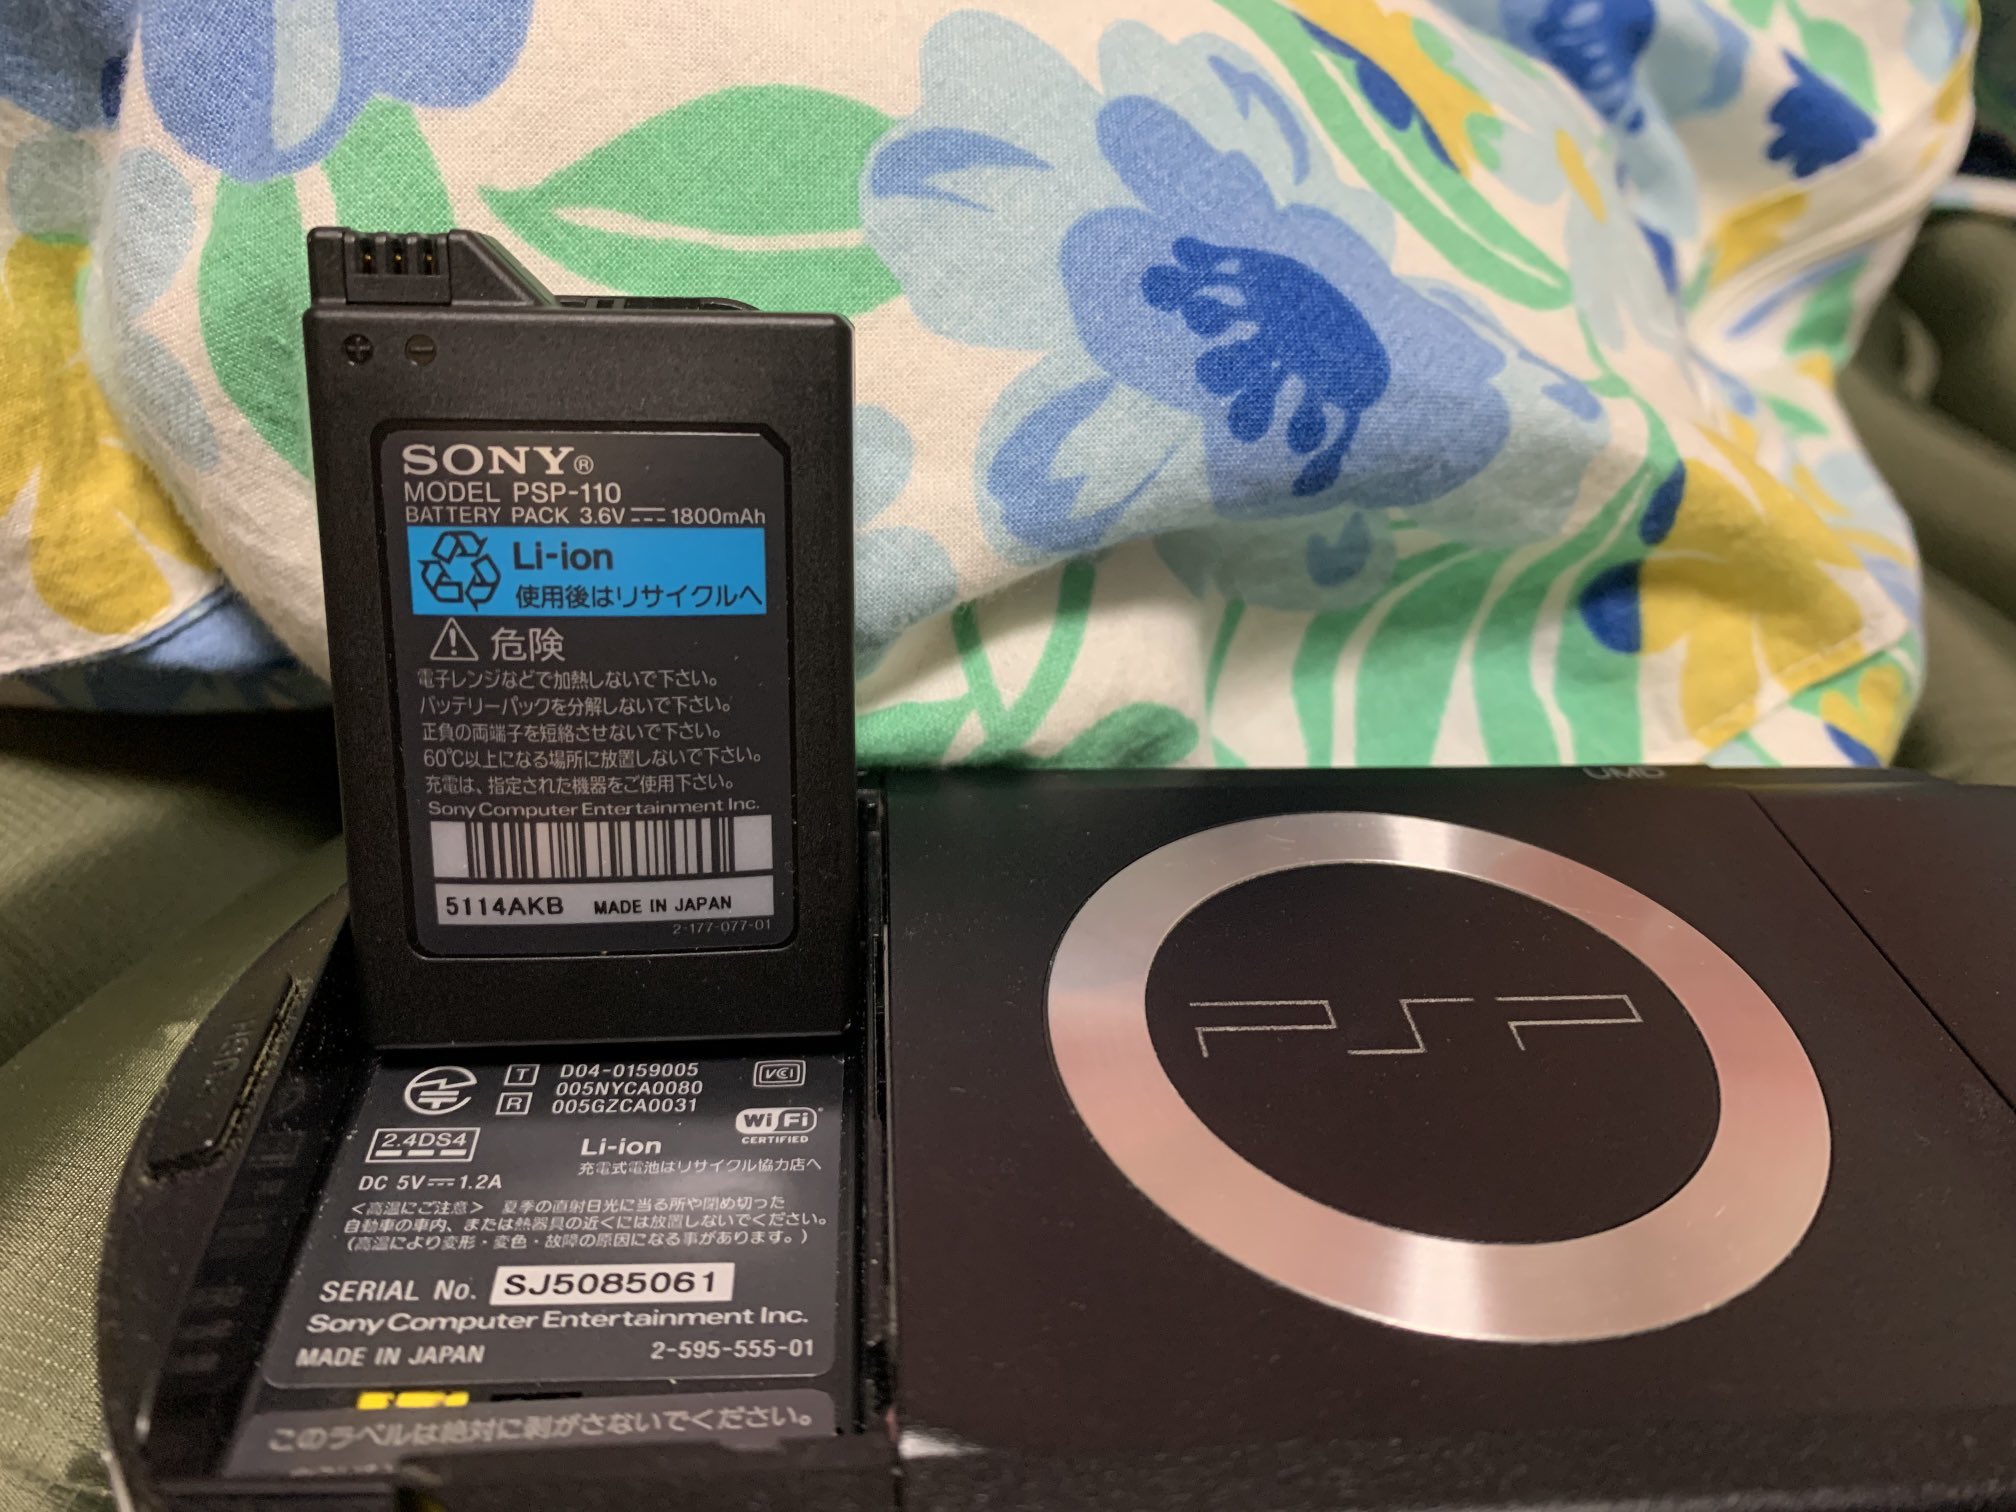 SONY®
MODEL PSP-110
BATTERY PACK 3.6V⎓1800mAh
Li-ion
使用後はリサイクルへ
危険
電子レンジなどで加熱しないで下さい。
バッテリーパックを分解しないで下さい。
正負の両端子を短絡させないで下さい。
60℃以上になる場所に放置しないで下さい。
充電は、指定された機器をご使用下さい。
Sony Computer Entertainment Inc.
5114AKB MADE IN JAPAN
2-177-077-01
UMD
PSP
T D04-0159005
005NYCA0080
R 005GZCA0031
VCI
Wi Fi
CERTIFIED
2.4DS4
Li-ion
充電式電池はリサイクル協力店へ
DC 5V⎓1.2A
<高温にご注意> 夏季の直射日光に当る所や閉め切った
自動車の車内、または熱器具の近くには放置しないでください。
(高温により変形・変色・故障の原因になる事があります。)
SERIAL No. SJ5085061
Sony Computer Entertainment Inc.
MADE IN JAPAN 2-595-555-01
このラベルは絶対に剥がさないでください。